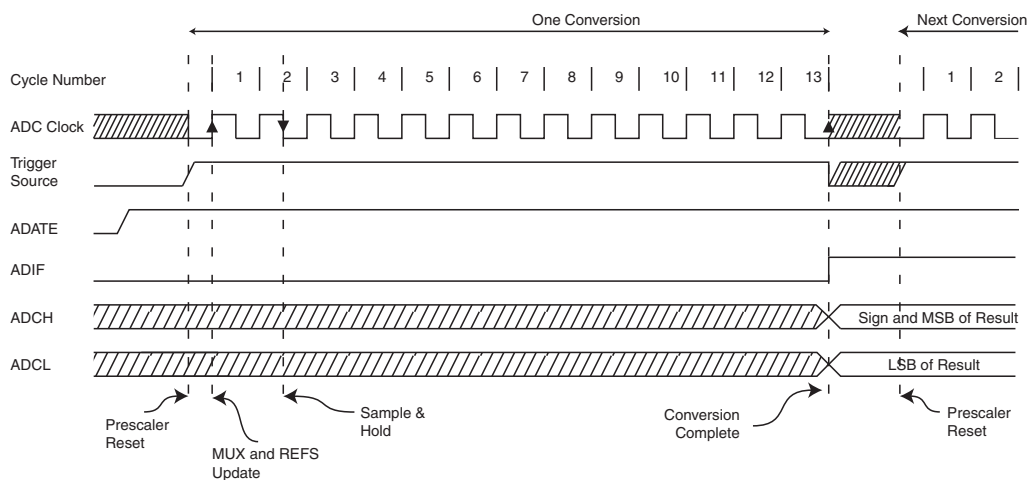 One Conversion
Next Conversion
Cycle Number
1 2 3 4 5 6 7 8 9 10 11 12 13 1 2
ADC Clock
Trigger
Source
ADATE
ADIF
ADCH
Sign and MSB of Result
ADCL
LSB of Result
Prescaler
Reset
MUX and REFS
Update
Sample &
Hold
Conversion
Complete
Prescaler
Reset